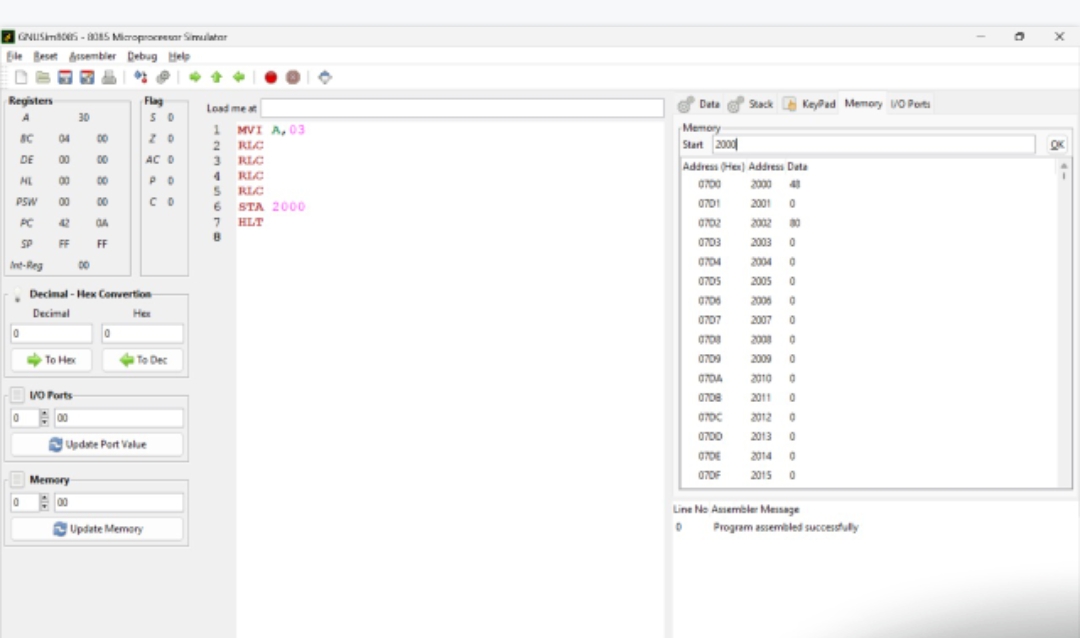 GNUSim8085 - 8085 Microprocessor Simulator
File Reset Assembler Debug Help
Registers
A 30
BC 04 00
DE 00 00
HL 00 00
PSW 00 00
PC 42 0A
SP FF FF
Int-Reg 00
Flag
S 0
Z 0
AC 0
P 0
C 0
Decimal - Hex Convertion
Decimal Hex
0 0
To Hex To Dec
I/O Ports
0 00
Update Port Value
Memory
0 00
Update Memory
Load me at
1 MVI A,03
2 RLC
3 RLC
4 RLC
5 RLC
6 STA 2000
7 HLT
8
Data Stack KeyPad Memory I/O Ports
Memory
Start 2000 OK
Address (Hex) Address Data
07D0 2000 48
07D1 2001 0
07D2 2002 80
07D3 2003 0
07D4 2004 0
07D5 2005 0
07D6 2006 0
07D7 2007 0
07D8 2008 0
07D9 2009 0
07DA 2010 0
07DB 2011 0
07DC 2012 0
07DD 2013 0
07DE 2014 0
07DF 2015 0
Line No Assembler Message
0 Program assembled successfully